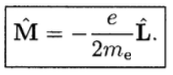 M̂ = − e/2mₑ L̂.